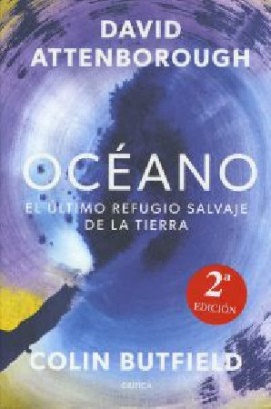 DAVID
ATTENBOROUGH
OCÉANO
EL ÚLTIMO REFUGIO SALVAJE
DE LA TIERRA
2ª
EDICIÓN
COLIN BUTFIELD
CRÍTICA